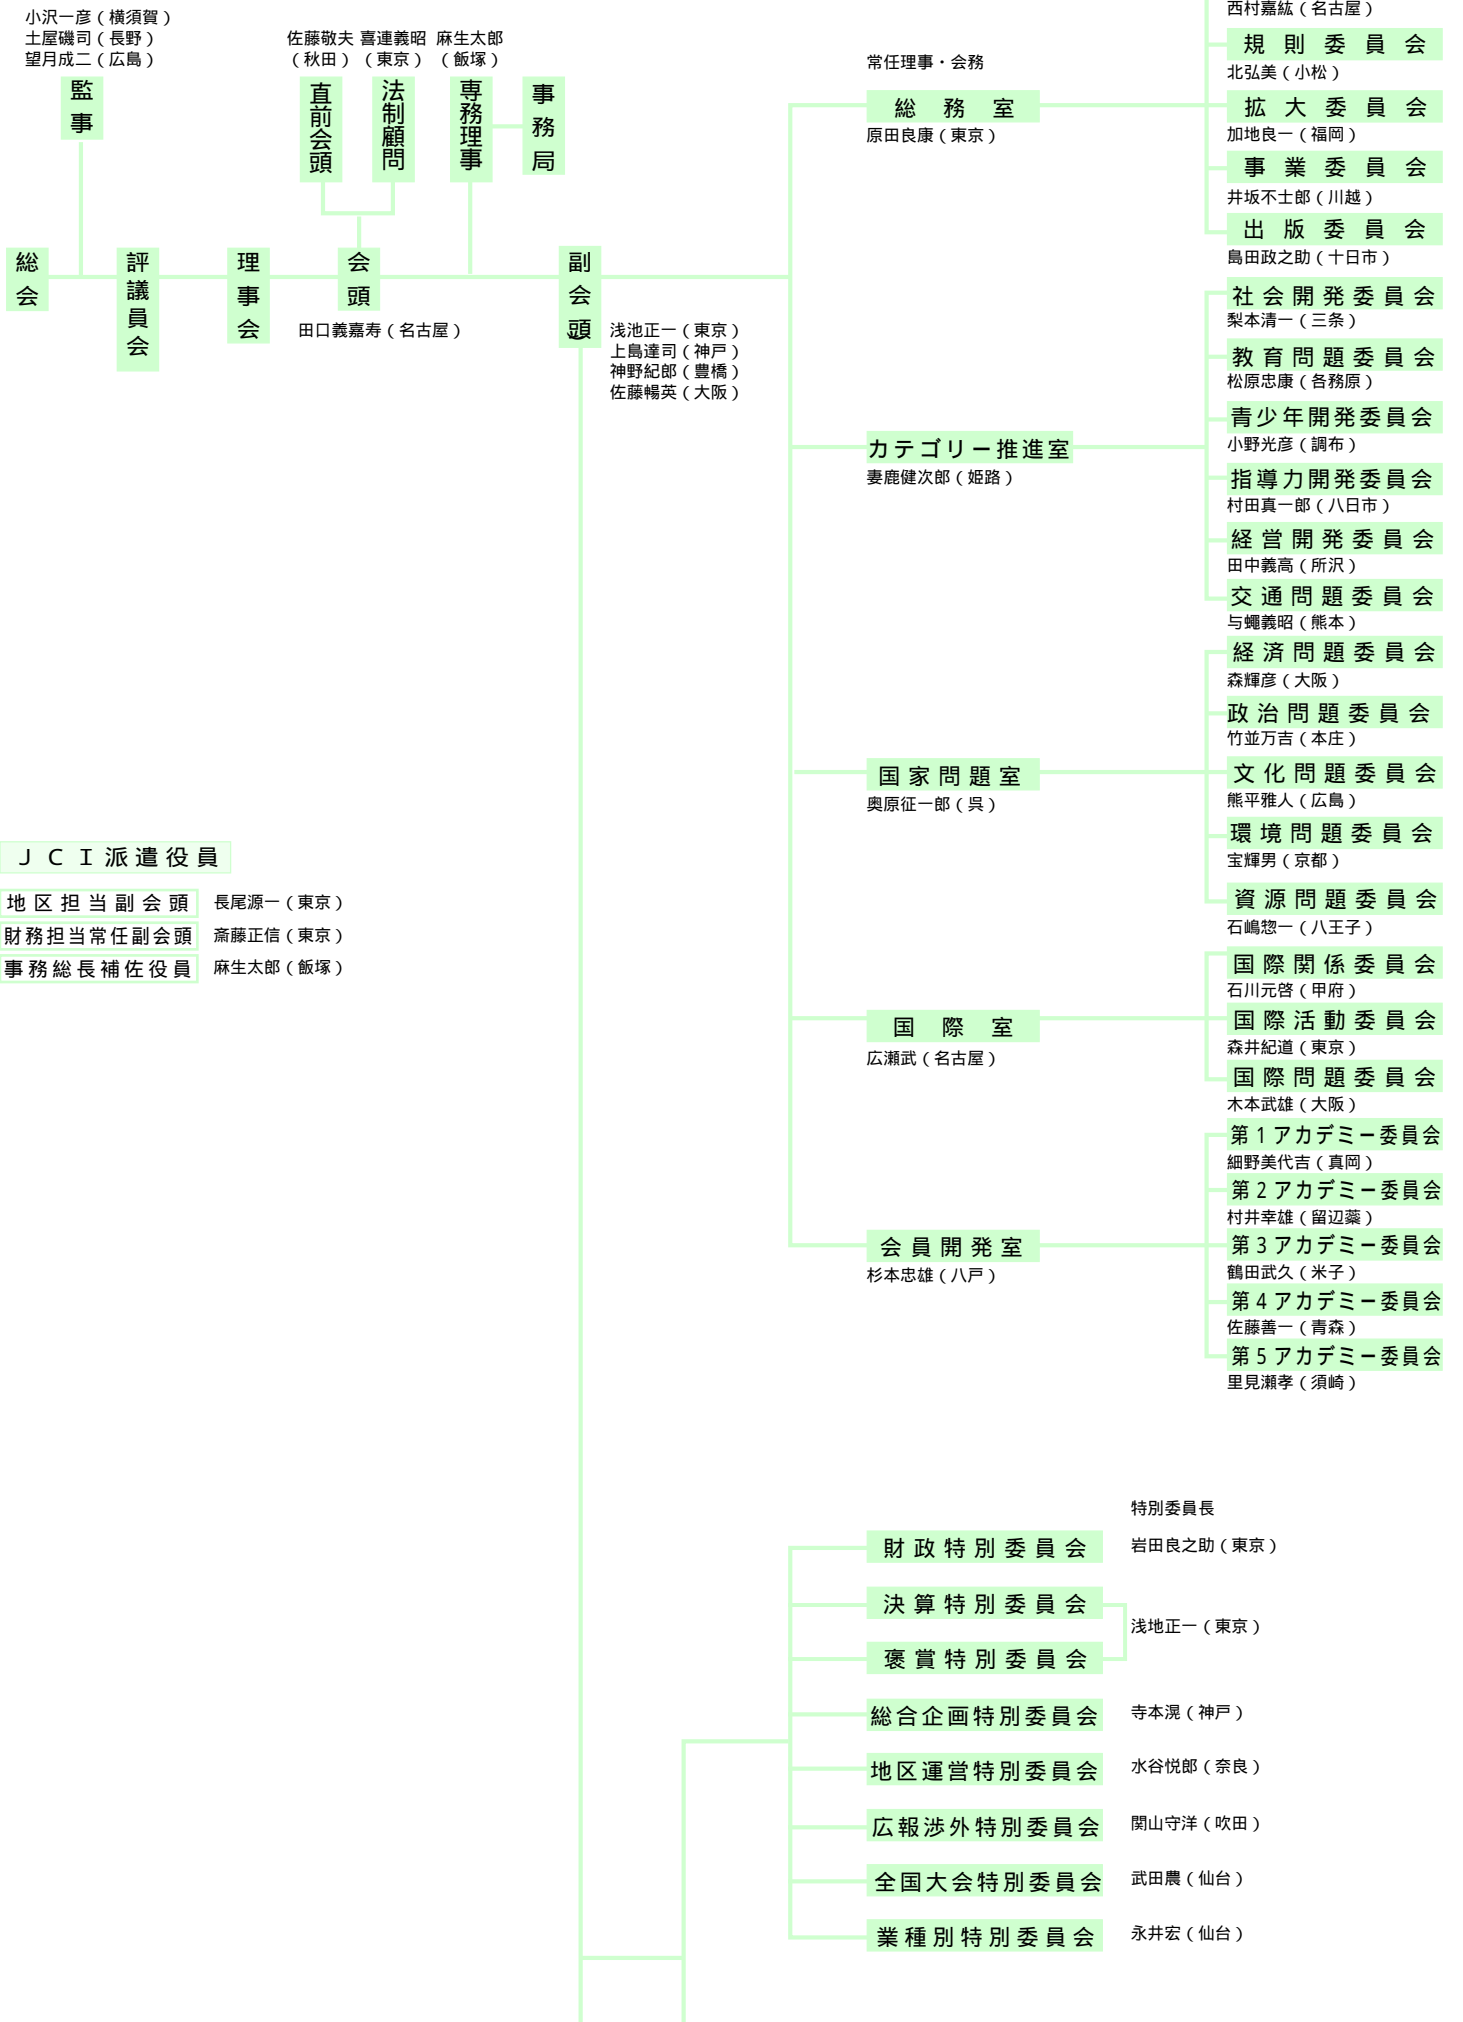 小沢一彦（横須賀）
土屋磯司（長野）
望月成二（広島）
監事
佐藤敬夫
（秋田）
直前会頭
喜連義昭
（東京）
法制顧問
麻生太郎
（飯塚）
専務理事
事務局
総会
評議員会
理事会
会頭
田口義嘉寿（名古屋）
副会頭
浅池正一（東京）
上島達司（神戸）
神野紀郎（豊橋）
佐藤暢英（大阪）
ＪＣＩ派遣役員
地区担当副会頭
長尾源一（東京）
財務担当常任副会頭
斎藤正信（東京）
事務総長補佐役員
麻生太郎（飯塚）
常任理事・会務
総務室
原田良康（東京）
西村嘉紘（名古屋）
規則委員会
北弘美（小松）
拡大委員会
加地良一（福岡）
事業委員会
井坂不士郎（川越）
出版委員会
島田政之助（十日市）
カテゴリー推進室
妻鹿健次郎（姫路）
社会開発委員会
梨本清一（三条）
教育問題委員会
松原忠康（各務原）
青少年開発委員会
小野光彦（調布）
指導力開発委員会
村田真一郎（八日市）
経営開発委員会
田中義高（所沢）
交通問題委員会
与蠅義昭（熊本）
国家問題室
奥原征一郎（呉）
経済問題委員会
森輝彦（大阪）
政治問題委員会
竹並万吉（本庄）
文化問題委員会
熊平雅人（広島）
環境問題委員会
宝輝男（京都）
資源問題委員会
石嶋惣一（八王子）
国際室
広瀬武（名古屋）
国際関係委員会
石川元啓（甲府）
国際活動委員会
森井紀道（東京）
国際問題委員会
木本武雄（大阪）
会員開発室
杉本忠雄（八戸）
第1アカデミー委員会
細野美代吉（真岡）
第2アカデミー委員会
村井幸雄（留辺蘂）
第3アカデミー委員会
鶴田武久（米子）
第4アカデミー委員会
佐藤善一（青森）
第5アカデミー委員会
里見瀬孝（須崎）
特別委員長
財政特別委員会
岩田良之助（東京）
決算特別委員会
褒賞特別委員会
浅地正一（東京）
総合企画特別委員会
寺本滉（神戸）
地区運営特別委員会
水谷悦郎（奈良）
広報渉外特別委員会
関山守洋（吹田）
全国大会特別委員会
武田農（仙台）
業種別特別委員会
永井宏（仙台）